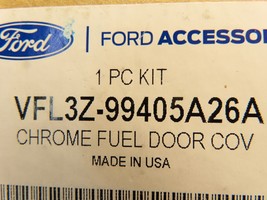 Ford
FORD ACCESSOR
1 PC KIT
VFL3Z-99405A26A
CHROME FUEL DOOR COV
MADE IN USA